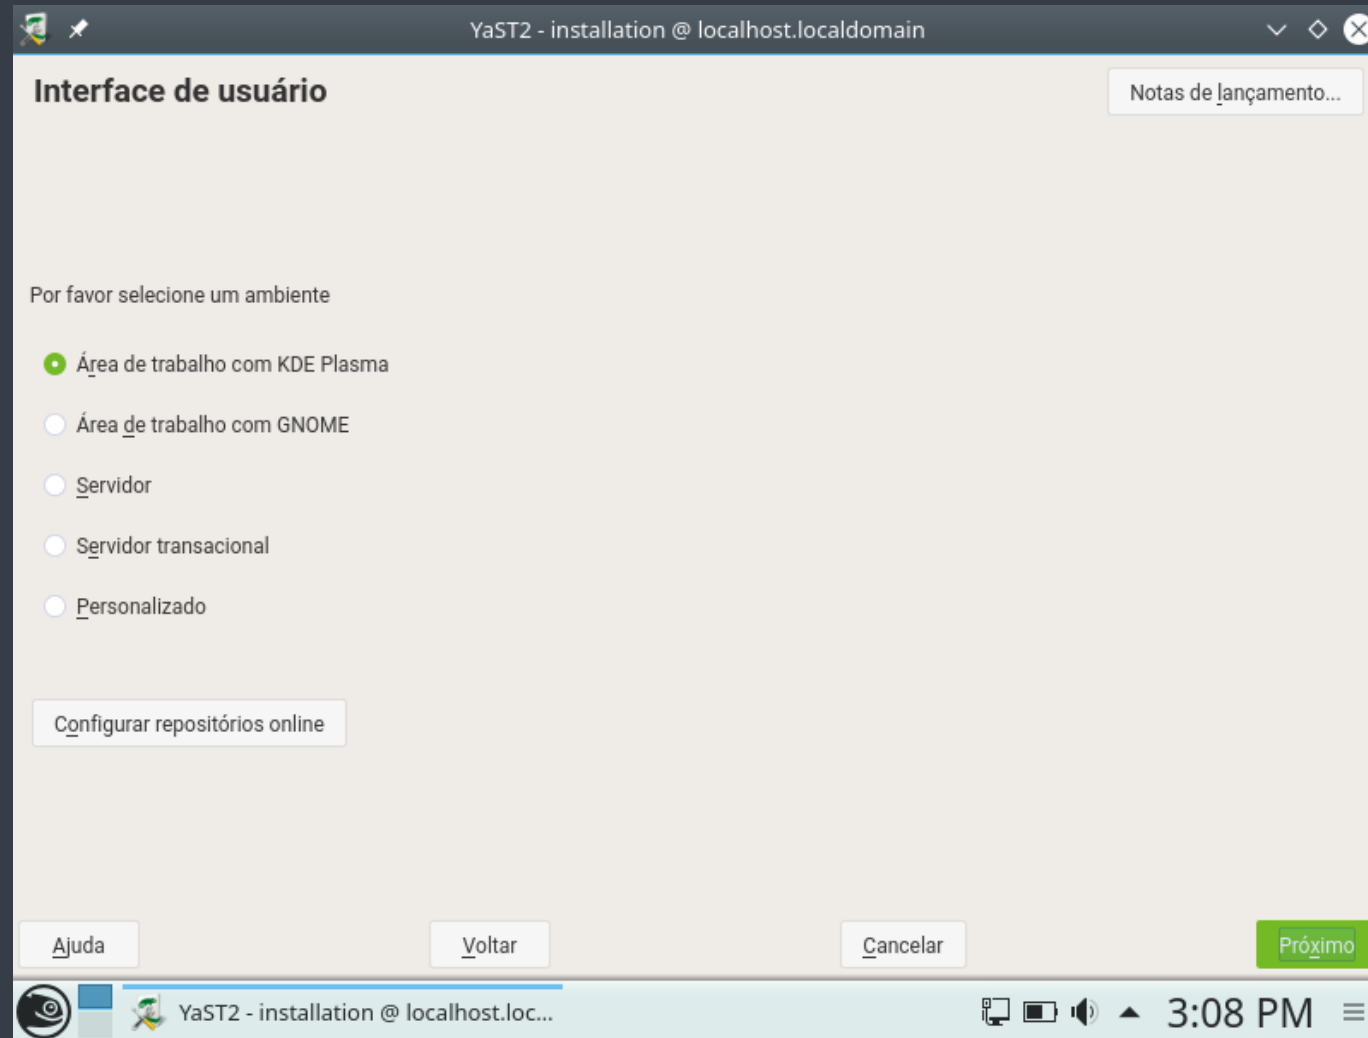 YaST2 - installation @ localhost.localdomain
Interface de usuário
Notas de lançamento...
Por favor selecione um ambiente
Área de trabalho com KDE Plasma
Área de trabalho com GNOME
Servidor
Servidor transacional
Personalizado
Configurar repositórios online
Ajuda
Voltar
Cancelar
Próximo
YaST2 - installation @ localhost.loc...
3:08 PM